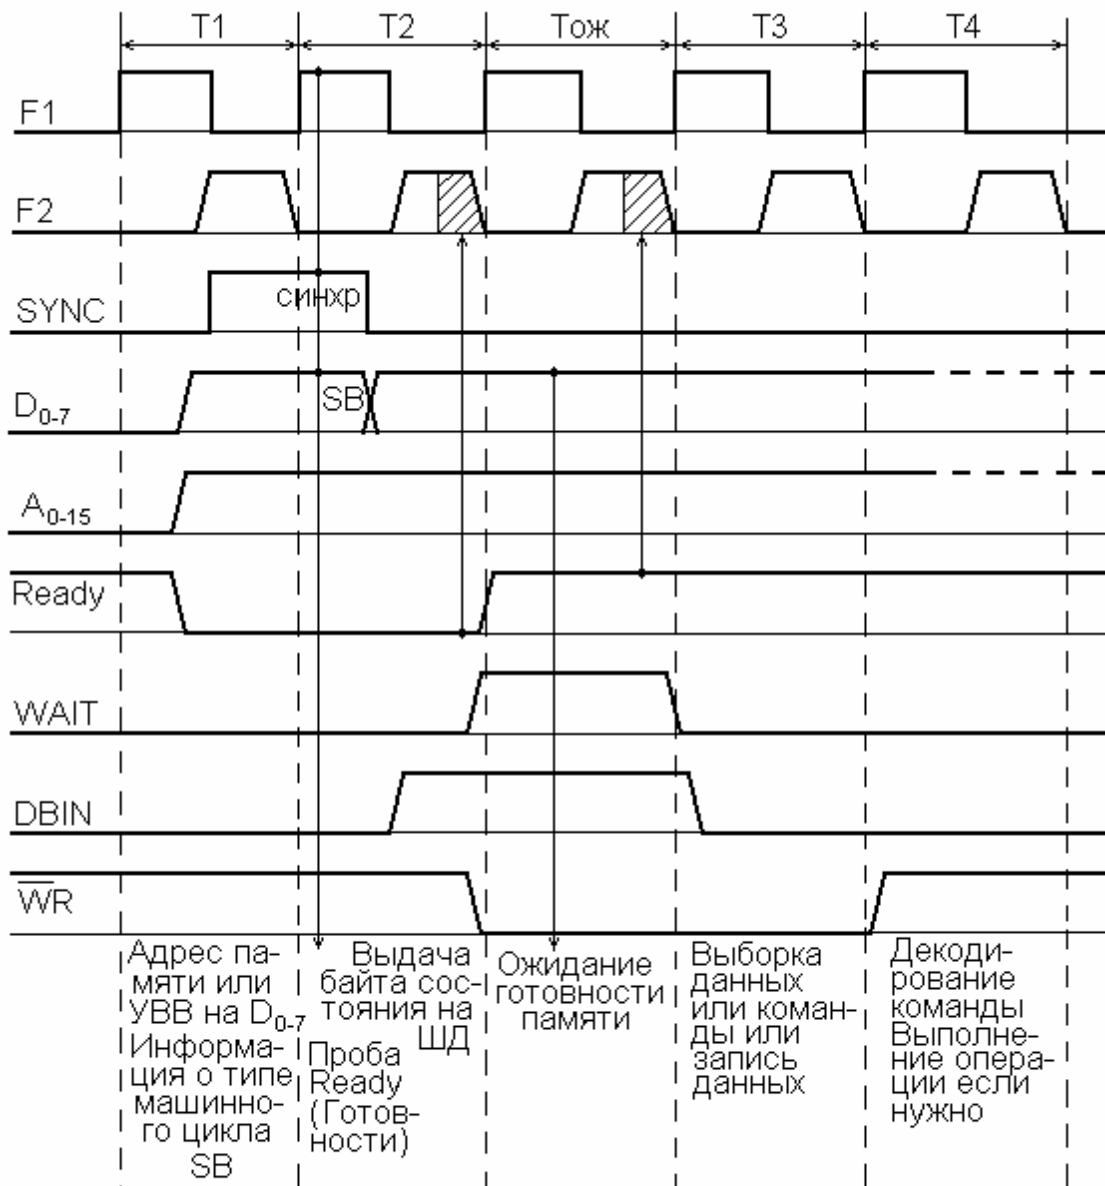 T1 T2 Тож T3 T4
F1
F2
SYNC
синхр
D0-7
SB
A0-15
Ready
WAIT
DBIN
W̅R
Адрес па-
мяти или
УВВ на D0-7
Информа-
ция о типе
машинно-
го цикла
SB
Выдача
байта сос-
тояния на
ШД
Проба
Ready
(Готов-
ности)
Ожидание
готовности
памяти
Выборка
данных
или коман-
ды или
запись
данных
Декоди-
рование
команды
Выполне-
ние опера-
ции если
нужно